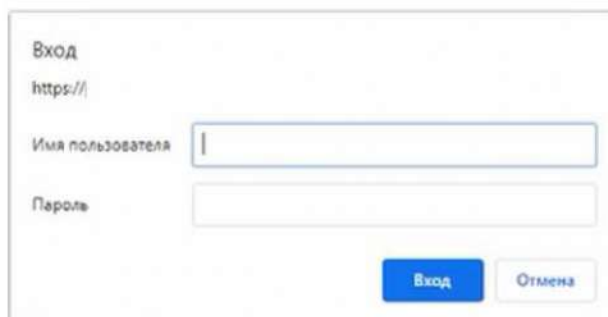 Вход
https://
Имя пользователя
Пароль
Вход Отмена